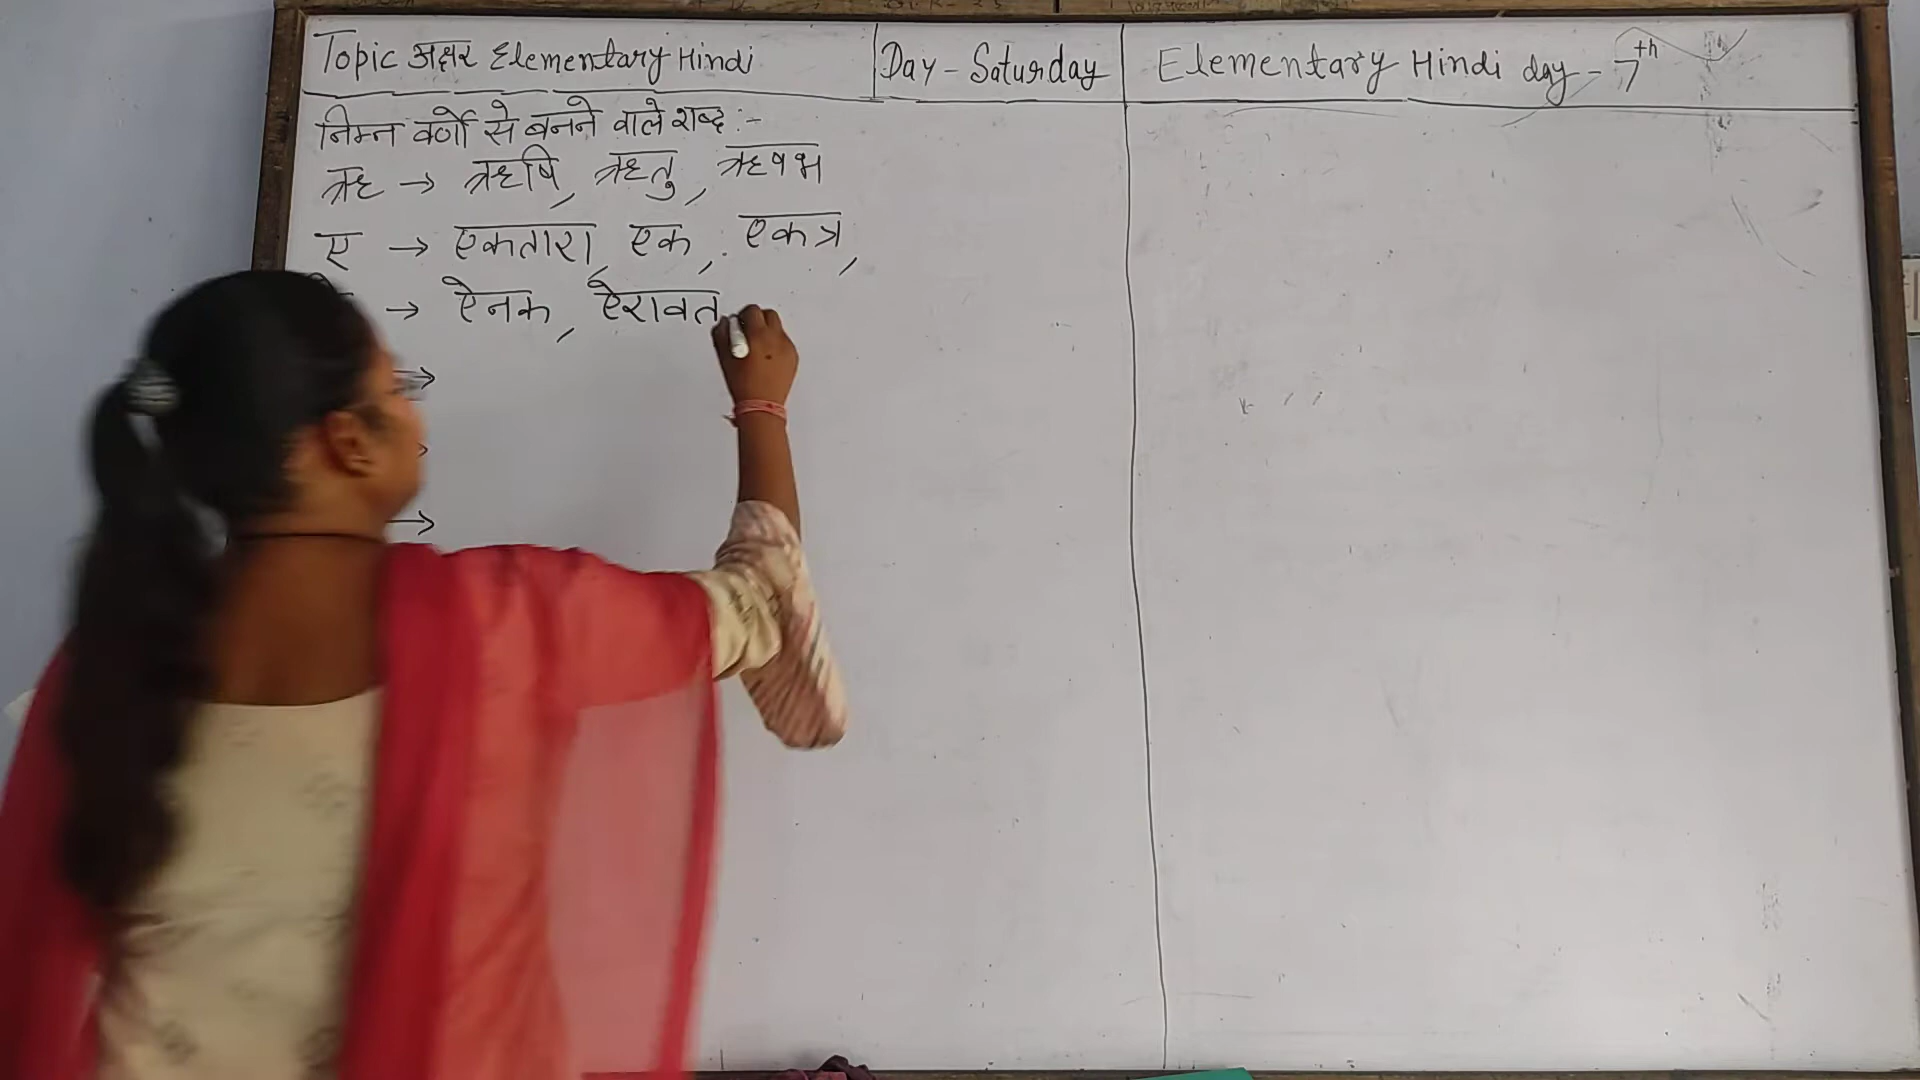 Topic अक्षर Elementary Hindi
Day - Saturday
Elementary Hindi day - 7th
निम्न वर्णो से बनने वाले शब्द :-
ऋ → ऋषि, ऋतु, ऋषभ
ए → एकतारा, एक, एकत्र,
→ ऐनक, ऐरावत
→
→